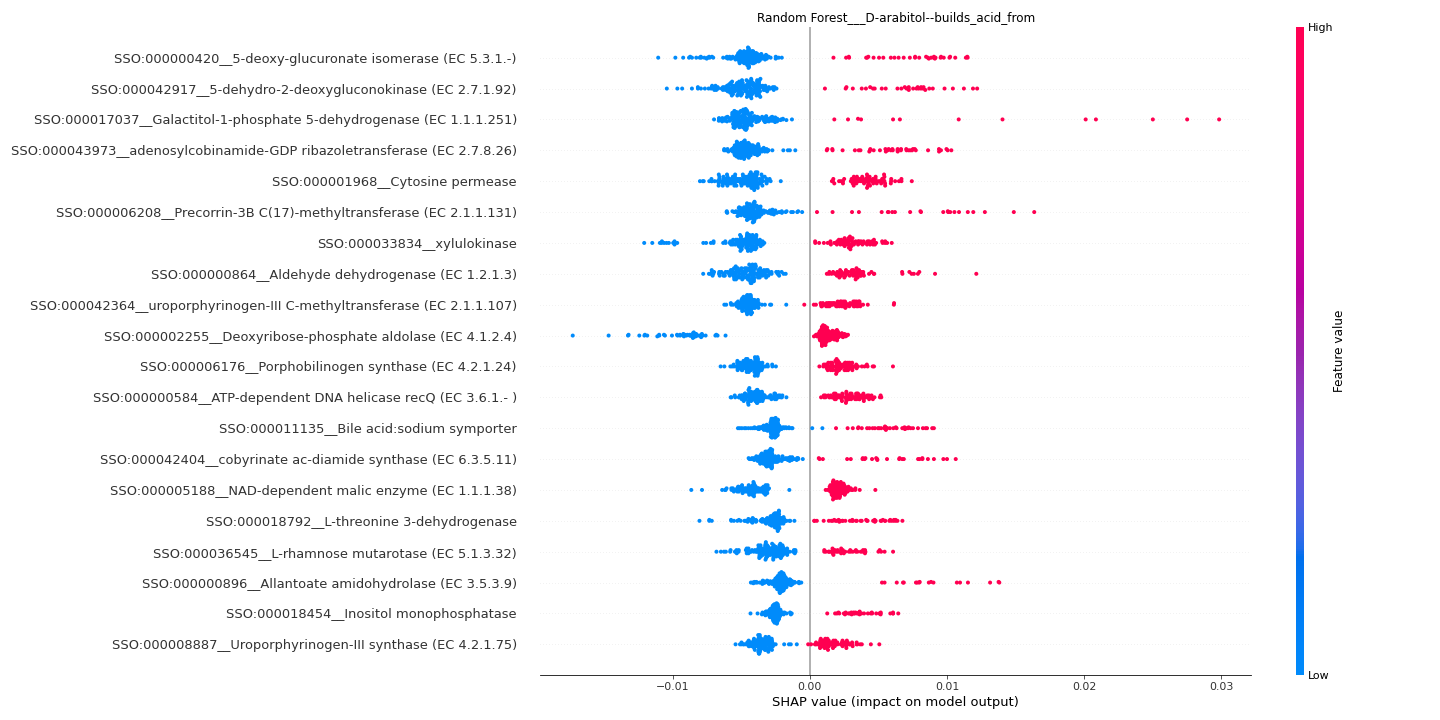 Random Forest___D-arabitol--builds_acid_from
High
SSO:000000420__5-deoxy-glucuronate isomerase (EC 5.3.1.-)
SSO:000042917__5-dehydro-2-deoxygluconokinase (EC 2.7.1.92)
SSO:000017037__Galactitol-1-phosphate 5-dehydrogenase (EC 1.1.1.251)
SSO:000043973__adenosylcobinamide-GDP ribazoletransferase (EC 2.7.8.26)
SSO:000001968__Cytosine permease
SSO:000006208__Precorrin-3B C(17)-methyltransferase (EC 2.1.1.131)
SSO:000033834__xylulokinase
SSO:000000864__Aldehyde dehydrogenase (EC 1.2.1.3)
SSO:000042364__uroporphyrinogen-III C-methyltransferase (EC 2.1.1.107)
SSO:000002255__Deoxyribose-phosphate aldolase (EC 4.1.2.4)
SSO:000006176__Porphobilinogen synthase (EC 4.2.1.24)
SSO:000000584__ATP-dependent DNA helicase recQ (EC 3.6.1.- )
SSO:000011135__Bile acid:sodium symporter
SSO:000042404__cobyrinate ac-diamide synthase (EC 6.3.5.11)
SSO:000005188__NAD-dependent malic enzyme (EC 1.1.1.38)
SSO:000018792__L-threonine 3-dehydrogenase
SSO:000036545__L-rhamnose mutarotase (EC 5.1.3.32)
SSO:000000896__Allantoate amidohydrolase (EC 3.5.3.9)
SSO:000018454__Inositol monophosphatase
SSO:000008887__Uroporphyrinogen-III synthase (EC 4.2.1.75)
Feature value
Low
−0.01 0.00 0.01 0.02 0.03
SHAP value (impact on model output)